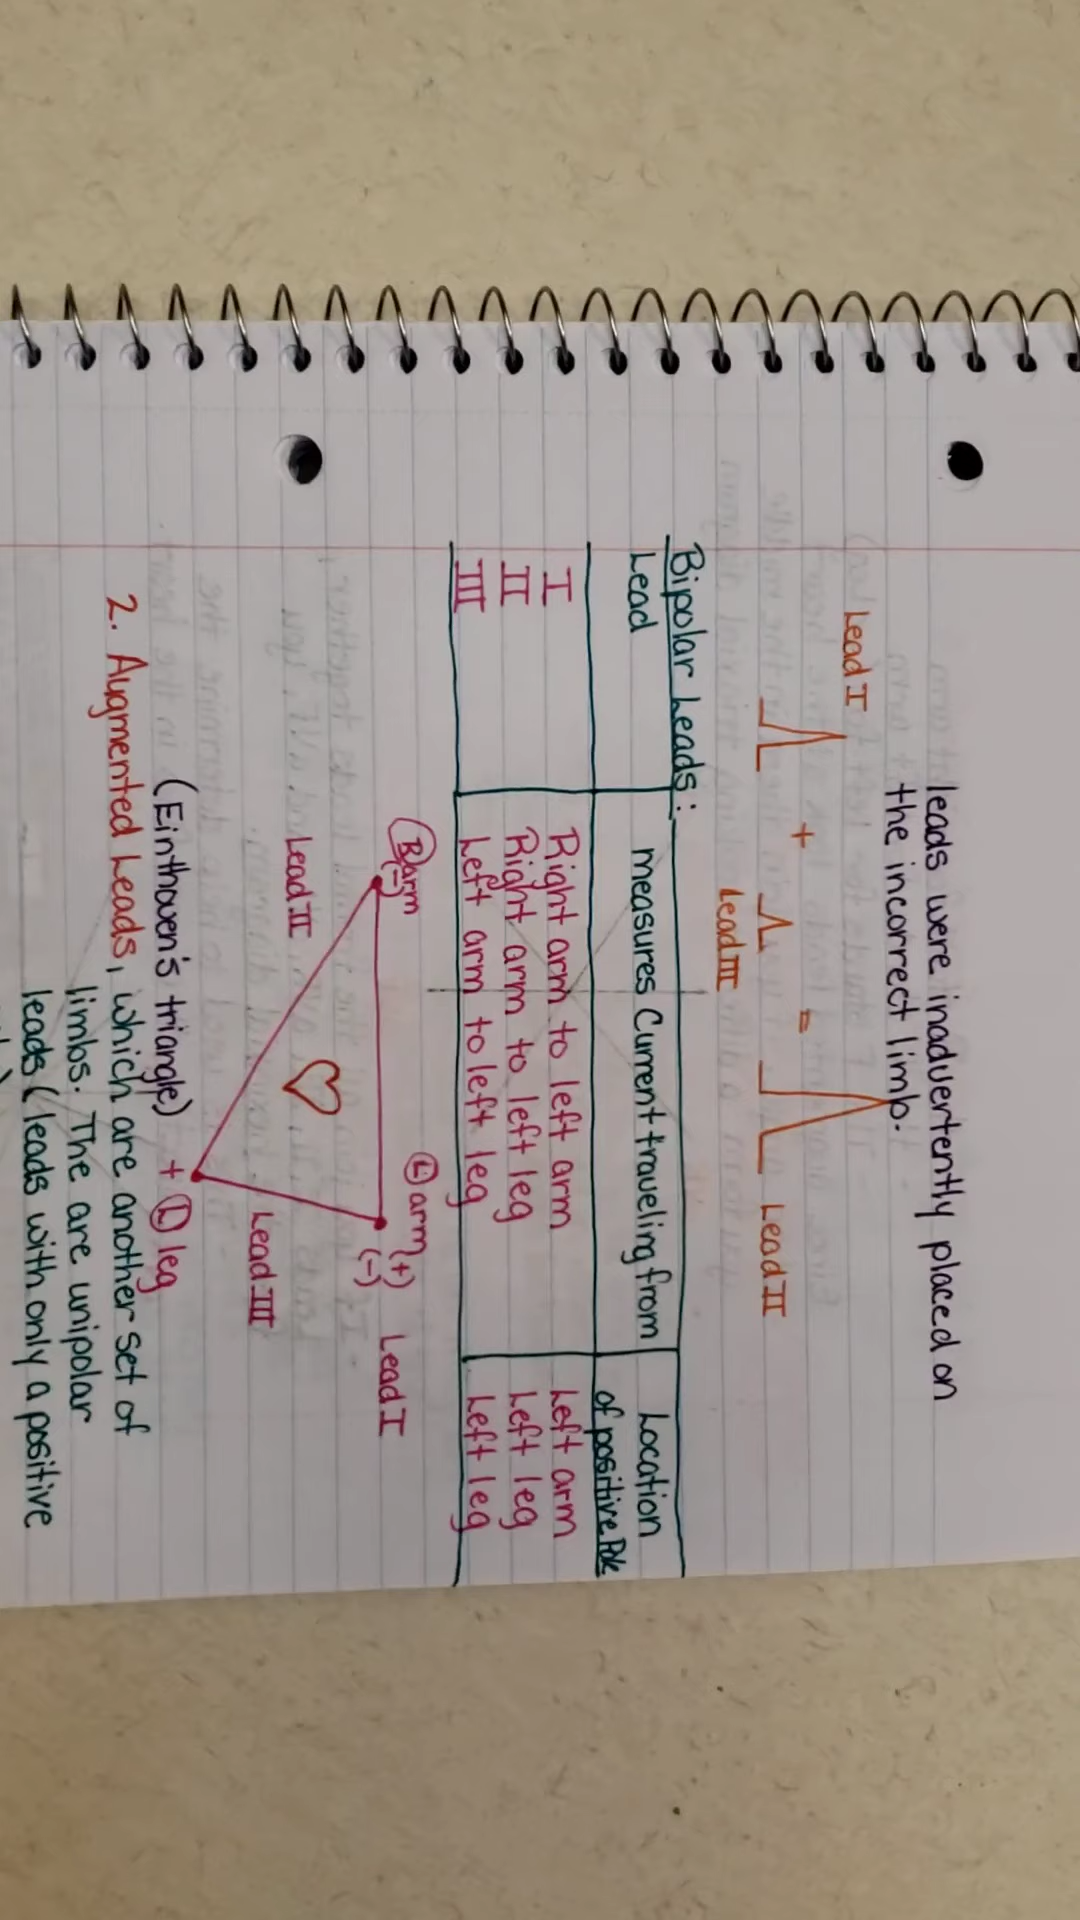 leads were inadvertently placed on
the incorrect limb.
Lead I + Lead III = Lead II
Bipolar Leads:
Lead measures Current traveling from Location of positive Pole
I Right arm to left arm Left arm
II Right arm to left leg Left leg
III Left arm to left leg Left leg
R arm (-) L arm (+) (-) Lead I
Lead II Lead III
(Einthoven's triangle) + L leg
2. Augmented Leads, which are another set of
limbs. The are unipolar
leads (leads with only a positive